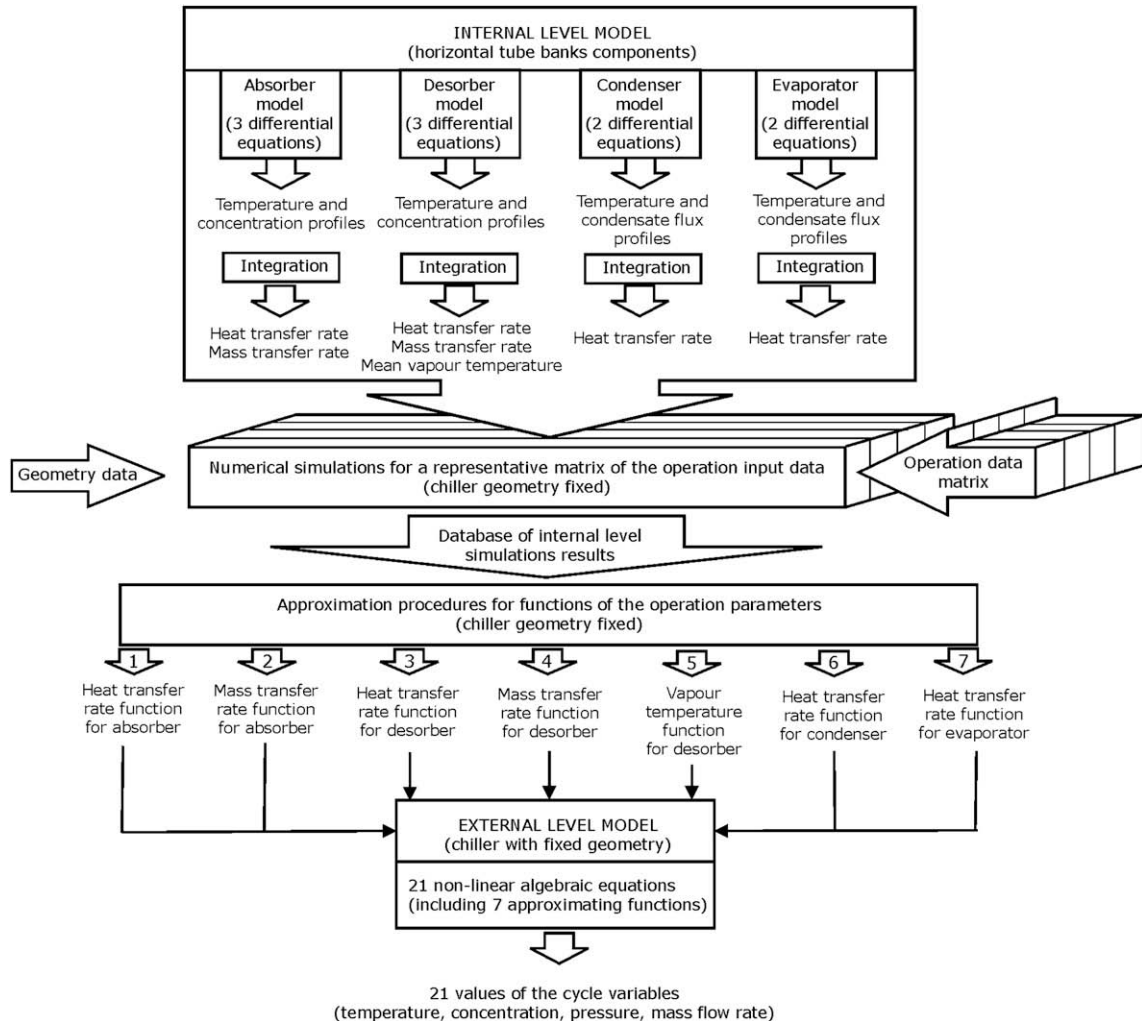 INTERNAL LEVEL MODEL
(horizontal tube banks components)
Absorber
model
(3 differential
equations)
Desorber
model
(3 differential
equations)
Condenser
model
(2 differential
equations)
Evaporator
model
(2 differential
equations)
Temperature and
concentration profiles
Temperature and
concentration profiles
Temperature and
condensate flux
profiles
Temperature and
condensate flux
profiles
Integration
Integration
Integration
Integration
Heat transfer rate
Mass transfer rate
Heat transfer rate
Mass transfer rate
Mean vapour temperature
Heat transfer rate
Heat transfer rate
Geometry data
Numerical simulations for a representative matrix of the operation input data
(chiller geometry fixed)
Operation data
matrix
Database of internal level
simulations results
Approximation procedures for functions of the operation parameters
(chiller geometry fixed)
1
2
3
4
5
6
7
Heat transfer
rate function
for absorber
Mass transfer
rate function
for absorber
Heat transfer
rate function
for desorber
Mass transfer
rate function
for desorber
Vapour
temperature
function
for desorber
Heat transfer
rate function
for condenser
Heat transfer
rate function
for evaporator
EXTERNAL LEVEL MODEL
(chiller with fixed geometry)
21 non-linear algebraic equations
(including 7 approximating functions)
21 values of the cycle variables
(temperature, concentration, pressure, mass flow rate)